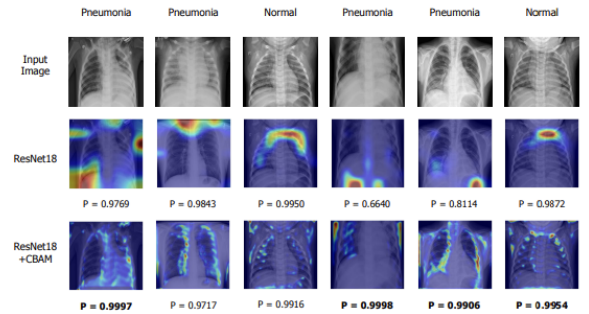 Pneumonia Pneumonia Normal Pneumonia Pneumonia Normal
Input
Image
ResNet18
P = 0.9769 P = 0.9843 P = 0.9950 P = 0.6640 P = 0.8114 P = 0.9872
ResNet18
+CBAM
P = 0.9997 P = 0.9717 P = 0.9916 P = 0.9998 P = 0.9906 P = 0.9954